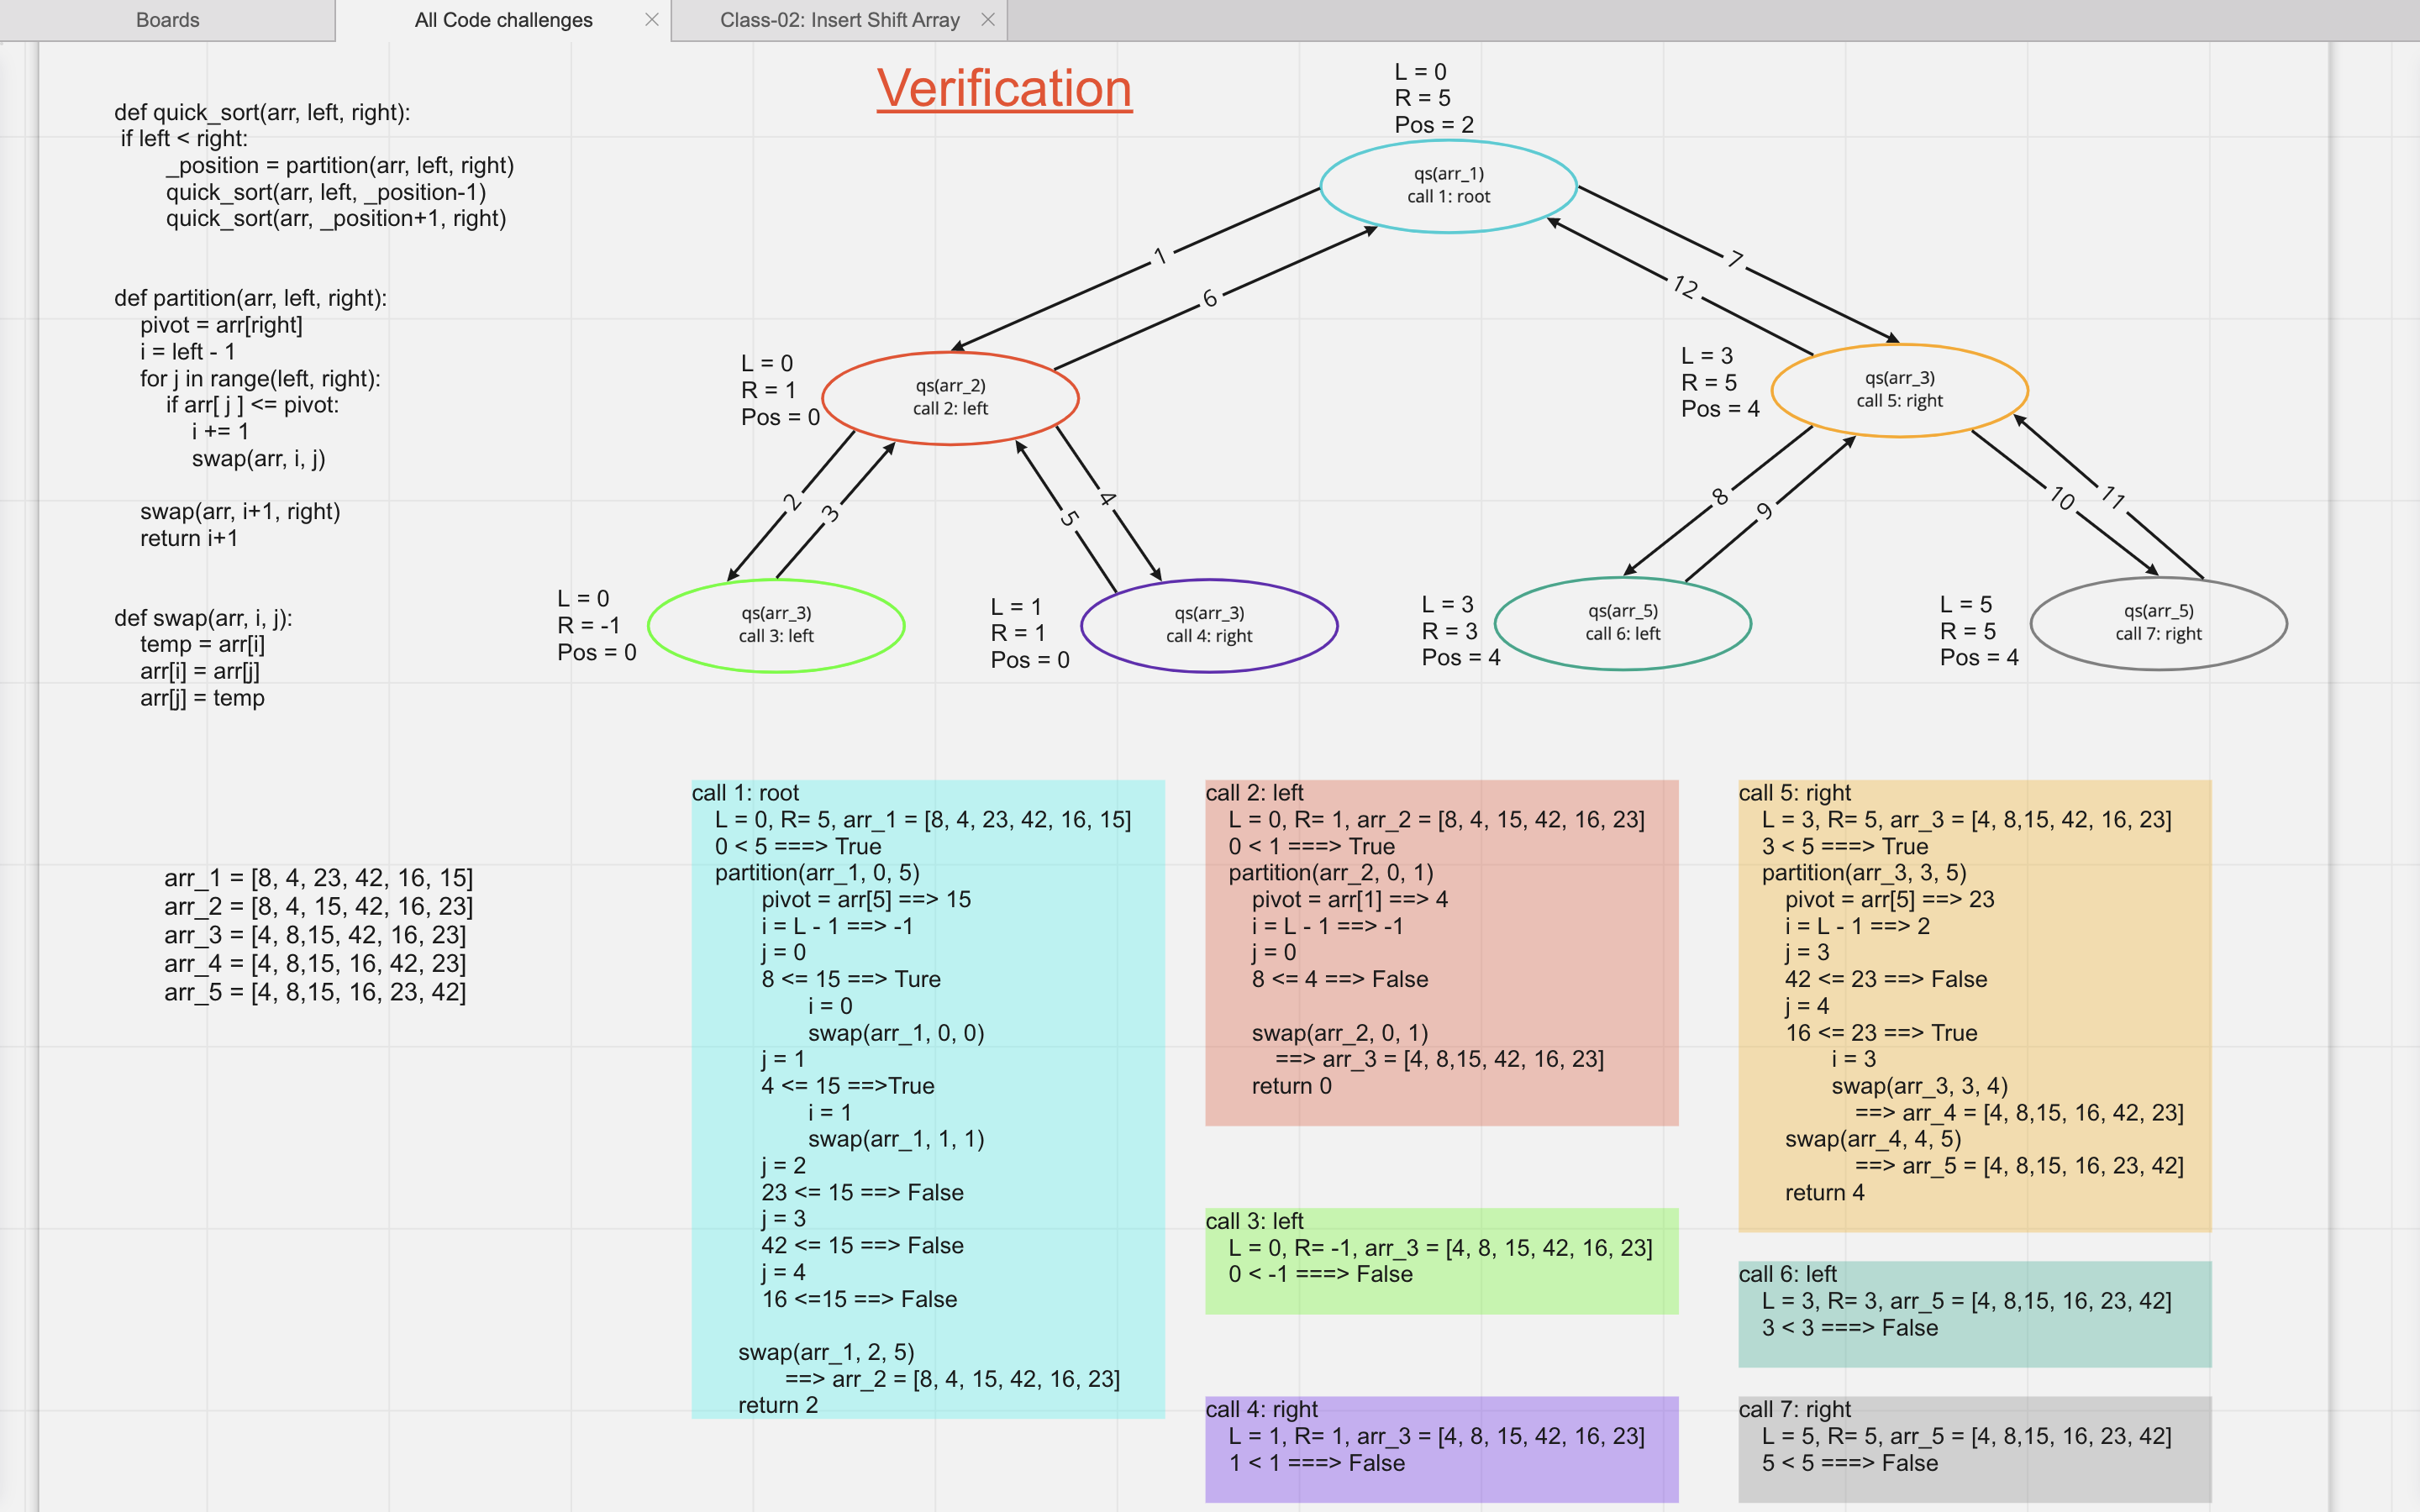 Boards
All Code challenges
Class-02: Insert Shift Array
Verification
def quick_sort(arr, left, right):
if left < right:
_position = partition(arr, left, right)
quick_sort(arr, left, _position-1)
quick_sort(arr, _position+1, right)
def partition(arr, left, right):
pivot = arr[right]
i = left - 1
for j in range(left, right):
if arr[ j ] <= pivot:
i += 1
swap(arr, i, j)
swap(arr, i+1, right)
return i+1
def swap(arr, i, j):
temp = arr[i]
arr[i] = arr[j]
arr[j] = temp
arr_1 = [8, 4, 23, 42, 16, 15]
arr_2 = [8, 4, 15, 42, 16, 23]
arr_3 = [4, 8,15, 42, 16, 23]
arr_4 = [4, 8,15, 16, 42, 23]
arr_5 = [4, 8,15, 16, 23, 42]
L = 0
R = 5
Pos = 2
qs(arr_1)
call 1: root
1
6
7
12
L = 0
R = 1
Pos = 0
qs(arr_2)
call 2: left
L = 3
R = 5
Pos = 4
qs(arr_3)
call 5: right
2
3
5
4
8
9
10
11
L = 0
R = -1
Pos = 0
qs(arr_3)
call 3: left
L = 1
R = 1
Pos = 0
qs(arr_3)
call 4: right
L = 3
R = 3
Pos = 4
qs(arr_5)
call 6: left
L = 5
R = 5
Pos = 4
qs(arr_5)
call 7: right
call 1: root
L = 0, R= 5, arr_1 = [8, 4, 23, 42, 16, 15]
0 < 5 ===> True
partition(arr_1, 0, 5)
pivot = arr[5] ==> 15
i = L - 1 ==> -1
j = 0
8 <= 15 ==> Ture
i = 0
swap(arr_1, 0, 0)
j = 1
4 <= 15 ==>True
i = 1
swap(arr_1, 1, 1)
j = 2
23 <= 15 ==> False
j = 3
42 <= 15 ==> False
j = 4
16 <=15 ==> False
swap(arr_1, 2, 5)
==> arr_2 = [8, 4, 15, 42, 16, 23]
return 2
call 2: left
L = 0, R= 1, arr_2 = [8, 4, 15, 42, 16, 23]
0 < 1 ===> True
partition(arr_2, 0, 1)
pivot = arr[1] ==> 4
i = L - 1 ==> -1
j = 0
8 <= 4 ==> False
swap(arr_2, 0, 1)
==> arr_3 = [4, 8,15, 42, 16, 23]
return 0
call 3: left
L = 0, R= -1, arr_3 = [4, 8, 15, 42, 16, 23]
0 < -1 ===> False
call 4: right
L = 1, R= 1, arr_3 = [4, 8, 15, 42, 16, 23]
1 < 1 ===> False
call 5: right
L = 3, R= 5, arr_3 = [4, 8,15, 42, 16, 23]
3 < 5 ===> True
partition(arr_3, 3, 5)
pivot = arr[5] ==> 23
i = L - 1 ==> 2
j = 3
42 <= 23 ==> False
j = 4
16 <= 23 ==> True
i = 3
swap(arr_3, 3, 4)
==> arr_4 = [4, 8,15, 16, 42, 23]
swap(arr_4, 4, 5)
==> arr_5 = [4, 8,15, 16, 23, 42]
return 4
call 6: left
L = 3, R= 3, arr_5 = [4, 8,15, 16, 23, 42]
3 < 3 ===> False
call 7: right
L = 5, R= 5, arr_5 = [4, 8,15, 16, 23, 42]
5 < 5 ===> False